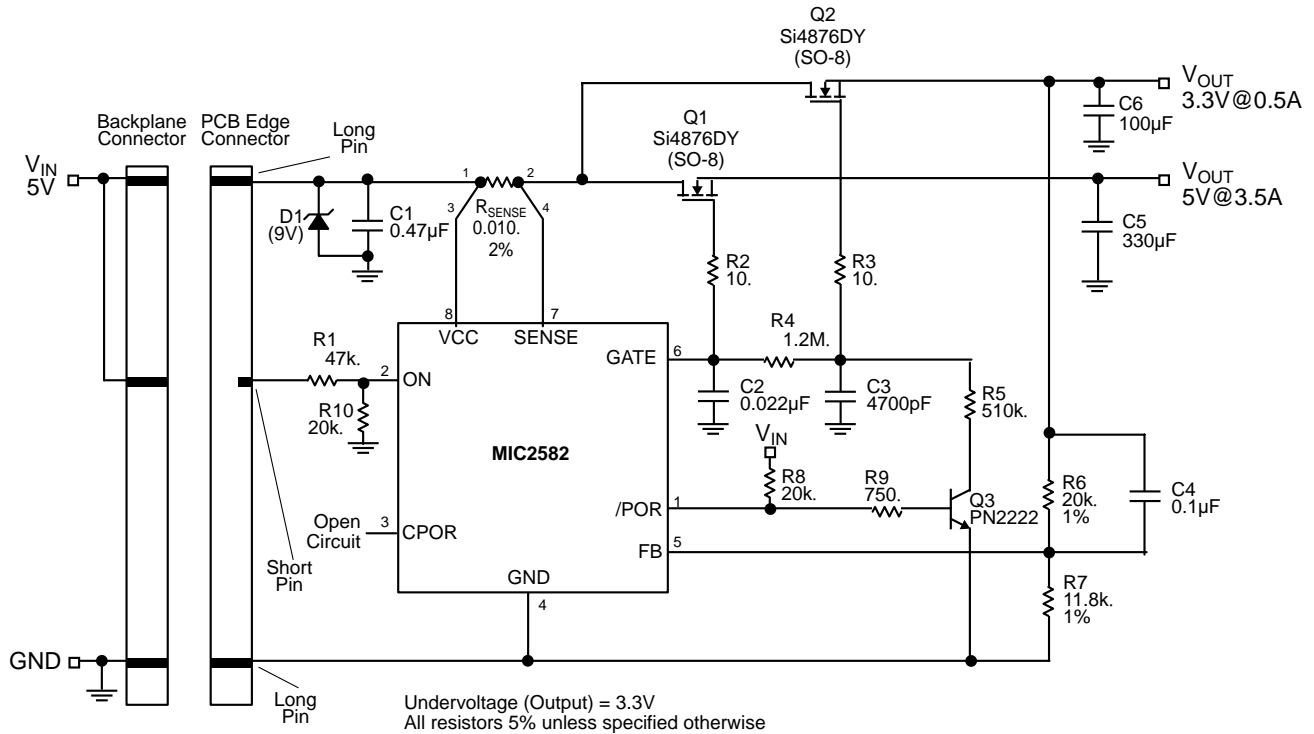 Q2
Si4876DY
(SO-8)
VOUT
3.3V@0.5A
C6
100µF
Backplane
Connector
PCB Edge
Connector
Long
Pin
Q1
Si4876DY
(SO-8)
VIN
5V
1
2
3
4
RSENSE
0.010.
2%
D1
(9V)
C1
0.47µF
VOUT
5V@3.5A
C5
330µF
R2
10.
R3
10.
8
7
VCC
SENSE
R4
1.2M.
GATE
6
R1
47k.
2
ON
R10
20k.
C2
0.022µF
C3
4700pF
R5
510k.
MIC2582
VIN
R8
20k.
R9
750.
/POR
1
Q3
PN2222
R6
20k.
1%
C4
0.1µF
Open
Circuit
3
CPOR
FB
5
Short
Pin
GND
4
R7
11.8k.
1%
GND
Long
Pin
Undervoltage (Output) = 3.3V
All resistors 5% unless specified otherwise